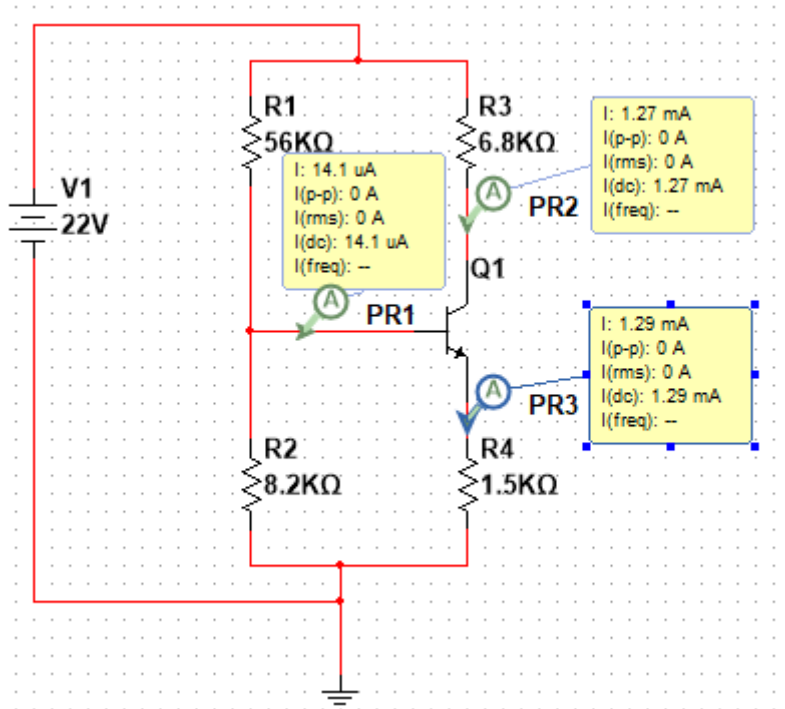 R1
56KΩ
R3
6.8KΩ
I: 1.27 mA
I(p-p): 0 A
I(rms): 0 A
I(dc): 1.27 mA
I(freq): --
V1
22V
I: 14.1 uA
I(p-p): 0 A
I(rms): 0 A
I(dc): 14.1 uA
I(freq): --
A
PR2
Q1
A
PR1
I: 1.29 mA
I(p-p): 0 A
I(rms): 0 A
I(dc): 1.29 mA
I(freq): --
A
PR3
R2
8.2KΩ
R4
1.5KΩ